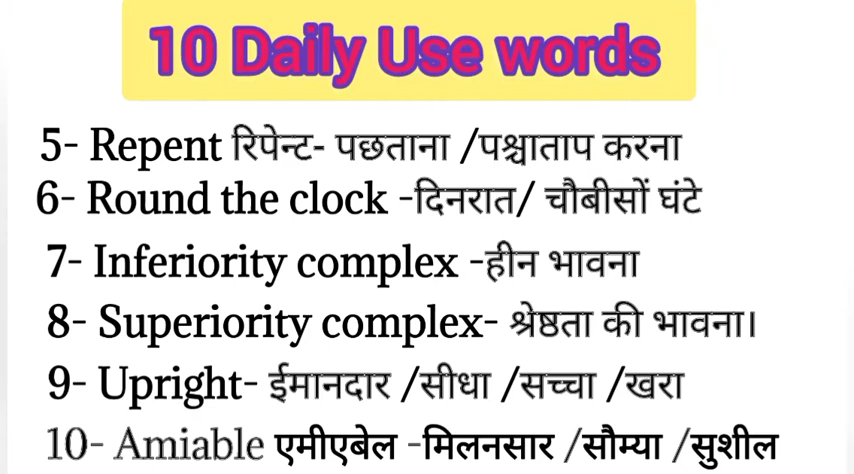 10 Daily Use words
5- Repent रिपेन्ट- पछताना /पश्चाताप करना
6- Round the clock -दिनरात/ चौबीसों घंटे
7- Inferiority complex -हीन भावना
8- Superiority complex- श्रेष्ठता की भावना।
9- Upright- ईमानदार /सीधा /सच्चा /खरा
10- Amiable एमीएबेल -मिलनसार /सौम्या /सुशील